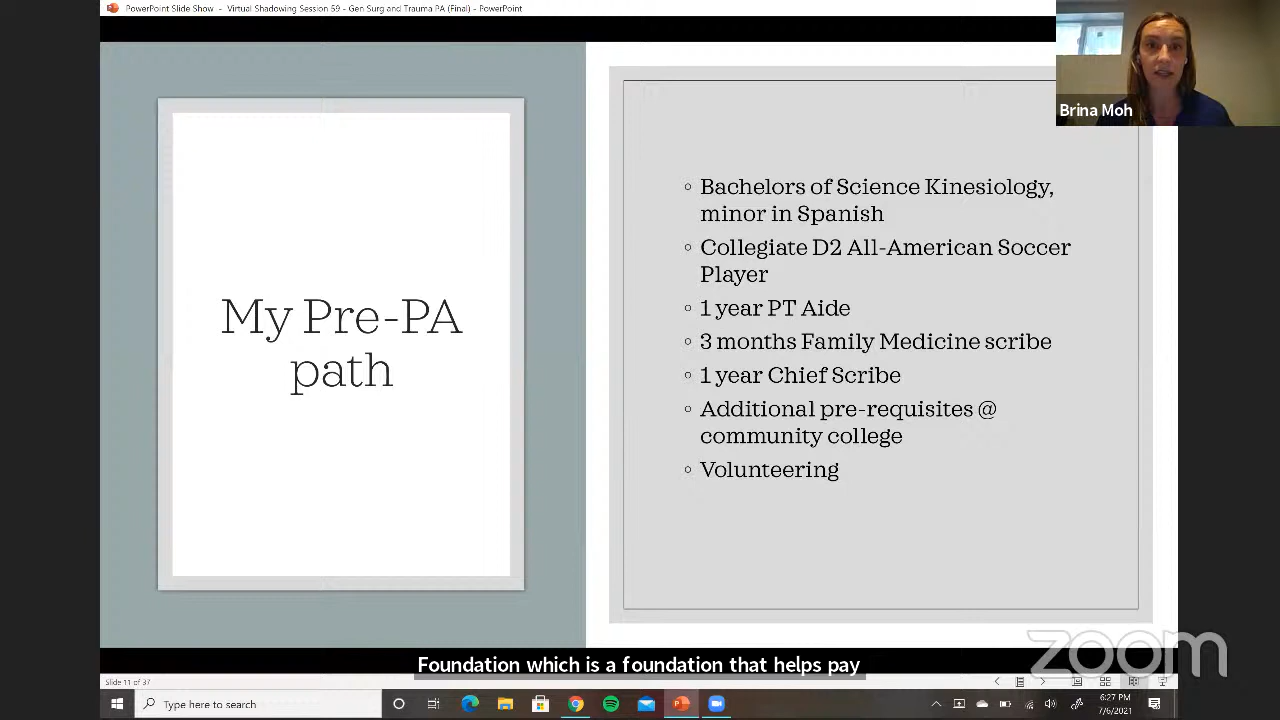 PowerPoint Slide Show - Virtual Shadowing Session 59 - Gen Surg and Trauma PA (Final) - PowerPoint
Brina Moh
My Pre-PA
path
Bachelors of Science Kinesiology,
minor in Spanish
Collegiate D2 All-American Soccer
Player
1 year PT Aide
3 months Family Medicine scribe
1 year Chief Scribe
Additional pre-requisites @
community college
Volunteering
zoom
Foundation which is a foundation that helps pay
Slide 11 of 37
Type here to search
6:27 PM
7/6/2021